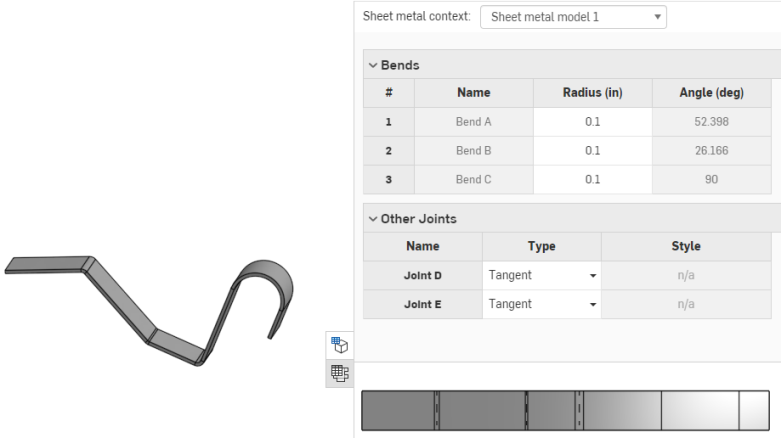 Sheet metal context: Sheet metal model 1
Bends
# Name Radius (in) Angle (deg)
1 Bend A 0.1 52.398
2 Bend B 0.1 26.166
3 Bend C 0.1 90
Other Joints
Name Type Style
Joint D Tangent n/a
Joint E Tangent n/a